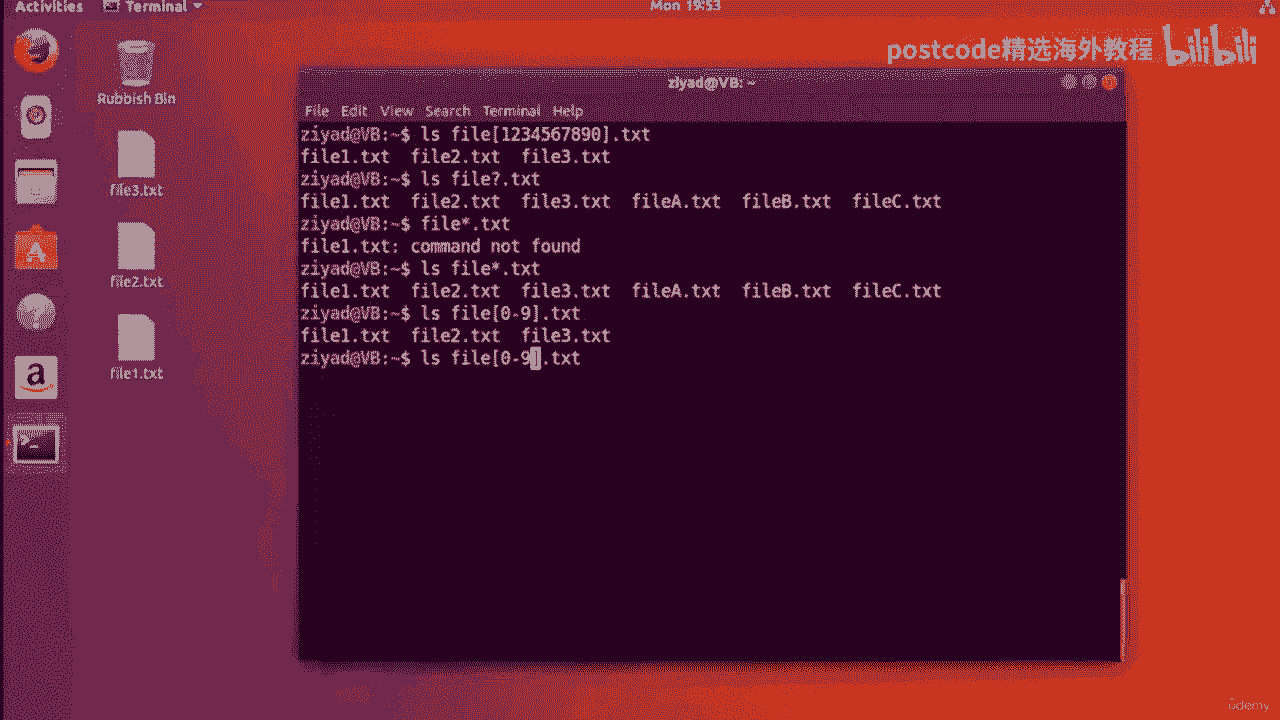 Activities Terminal Mon 19:53
postcode精选海外教程 bilibili
Rubbish Bin
file3.txt
file2.txt
file1.txt
ziyad@VB: ~
File Edit View Search Terminal Help
ziyad@VB:~$ ls file[1234567890].txt
file1.txt file2.txt file3.txt
ziyad@VB:~$ ls file?.txt
file1.txt file2.txt file3.txt fileA.txt fileB.txt fileC.txt
ziyad@VB:~$ file*.txt
file1.txt: command not found
ziyad@VB:~$ ls file*.txt
file1.txt file2.txt file3.txt fileA.txt fileB.txt fileC.txt
ziyad@VB:~$ ls file[0-9].txt
file1.txt file2.txt file3.txt
ziyad@VB:~$ ls file[0-9].txt
ûdemy